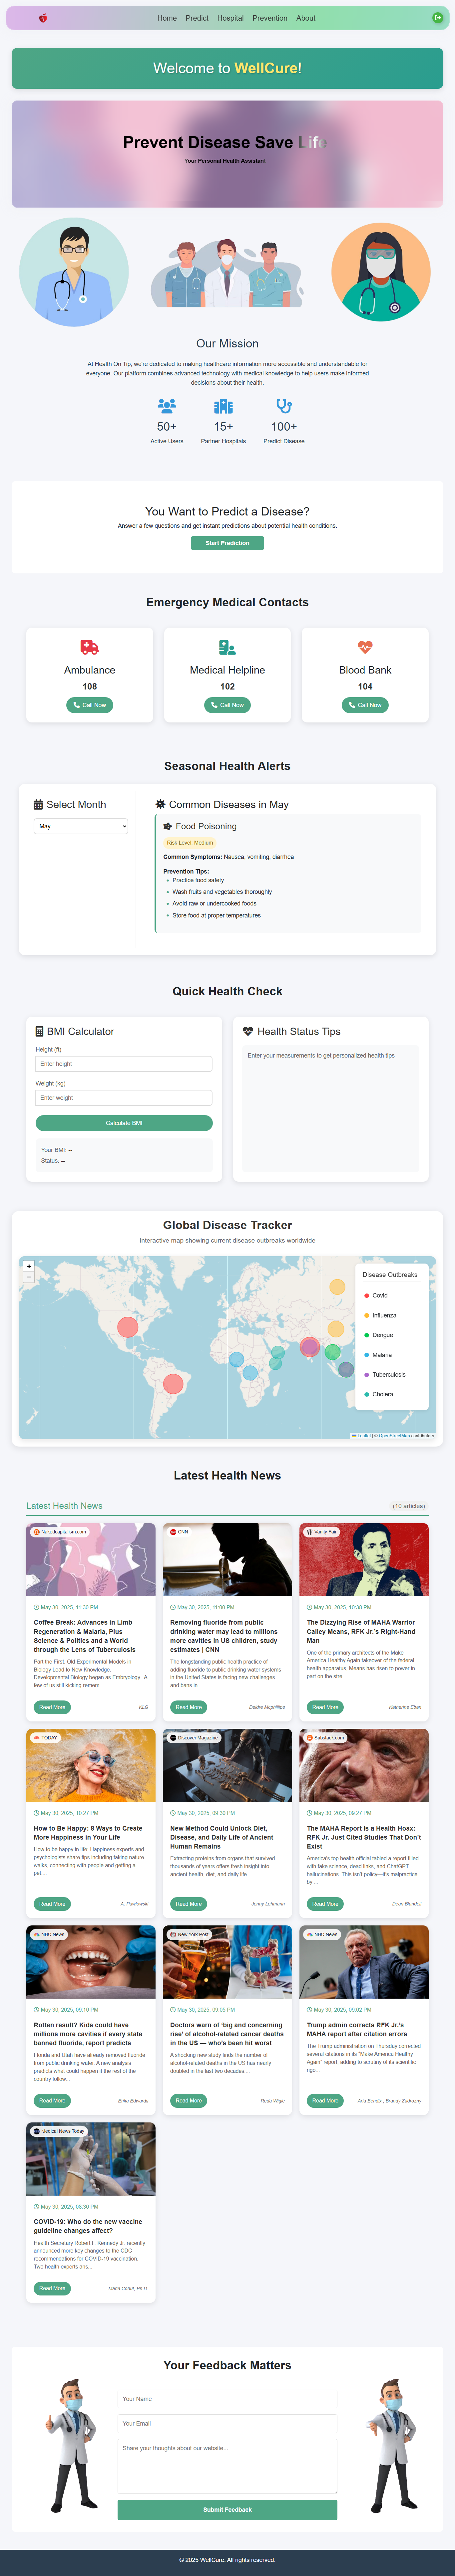 Home Predict Hospital Prevention About
Welcome to WellCure!
Prevent Disease Save Life
Your Personal Health Assistant
Our Mission
At Health On Tip, we're dedicated to making healthcare information more accessible and understandable for
everyone. Our platform combines advanced technology with medical knowledge to help users make informed
decisions about their health.
50+ 15+ 100+
Active Users Partner Hospitals Predict Disease
You Want to Predict a Disease?
Answer a few questions and get instant predictions about potential health conditions.
Start Prediction
Emergency Medical Contacts
Ambulance
108
Call Now
Medical Helpline
102
Call Now
Blood Bank
104
Call Now
Seasonal Health Alerts
Select Month
May
Common Diseases in May
Food Poisoning
Risk Level: Medium
Common Symptoms: Nausea, vomiting, diarrhea
Prevention Tips:
Practice food safety
Wash fruits and vegetables thoroughly
Avoid raw or undercooked foods
Store food at proper temperatures
Quick Health Check
BMI Calculator
Height (ft)
Enter height
Weight (kg)
Enter weight
Calculate BMI
Your BMI: --
Status: --
Health Status Tips
Enter your measurements to get personalized health tips
Global Disease Tracker
Interactive map showing current disease outbreaks worldwide
+
−
Disease Outbreaks
Covid
Influenza
Dengue
Malaria
Tuberculosis
Cholera
Leaflet | © OpenStreetMap contributors
Latest Health News
Latest Health News
(10 articles)
Nakedcapitalism.com
May 30, 2025, 11:30 PM
Coffee Break: Advances in Limb
Regeneration & Malaria, Plus
Science & Politics and a World
through the Lens of Tuberculosis
Part the First: Old Experimental Models in
Biology Lead to New Knowledge.
Developmental Biology began as Embryology. A
few of us still kicking rememb...
Read More
KLG
CNN
May 30, 2025, 11:00 PM
Removing fluoride from public
drinking water may lead to millions
more cavities in US children, study
estimates | CNN
The longstanding public health practice of
adding fluoride to public drinking water systems
in the United States is facing new challenges
and bans in...
Read More
Deidre Mcphillips
Vanity Fair
May 30, 2025, 10:38 PM
The Dizzying Rise of MAHA Warrior
Calley Means, RFK Jr.'s Right-Hand
Man
One of the primary architects of the Make
America Healthy Again takeover of the federal
health apparatus, Means has risen to power in
part on the stre...
Read More
Katherine Eban
TODAY
May 30, 2025, 10:27 PM
How to Be Happy: 8 Ways to Create
More Happiness in Your Life
How to be happy in life: Happiness experts and
psychologists share tips including taking nature
walks, connecting with people and getting a
pet....
Read More
A. Pawlowski
Discover Magazine
May 30, 2025, 09:30 PM
New Method Could Unlock Diet,
Disease, and Daily Life of Ancient
Human Remains
Extracting proteins from organs that survived
thousands of years offers fresh insight into
ancient health, diet, and daily life....
Read More
Jenny Lehmann
Substack.com
May 30, 2025, 09:27 PM
The MAHA Report Is a Health Hoax:
RFK Jr. Just Cited Studies That Don't
Exist
America's top health official labeled a report filled
with fake science, dead links, and ChatGPT
hallucinations. This isn't policy—it's malpractice
by ...
Read More
Dean Blundell
NBC News
May 30, 2025, 09:10 PM
Rotten result? Kids could have
millions more cavities if every state
banned fluoride, report predicts
Florida and Utah have already removed fluoride
from public drinking water. A new analysis
predicts what could happen if the rest of the
country follow...
Read More
Erika Edwards
New York Post
May 30, 2025, 09:05 PM
Doctors warn of 'big and concerning
rise' of alcohol-related cancer deaths
in the US — who's been hit worst
A shocking new study finds the number of
alcohol-related deaths in the US has nearly
doubled in the last two decades....
Read More
Reda Wigle
NBC News
May 30, 2025, 09:02 PM
Trump admin corrects RFK Jr.'s
MAHA report after citation errors
The Trump administration on Thursday corrected
several citations in its "Make America Healthy
Again" report, adding to scrutiny of its scientific
rigo...
Read More
Aria Bendix , Brandy Zadrozny
Medical News Today
May 30, 2025, 08:36 PM
COVID-19: Who do the new vaccine
guideline changes affect?
Health Secretary Robert F. Kennedy Jr. recently
announced more key changes to the CDC
recommendations for COVID-19 vaccination.
Two health experts ans...
Read More
Maria Cohut, Ph.D.
Your Feedback Matters
Your Name
Your Email
Share your thoughts about our website...
Submit Feedback
© 2025 WellCure. All rights reserved.